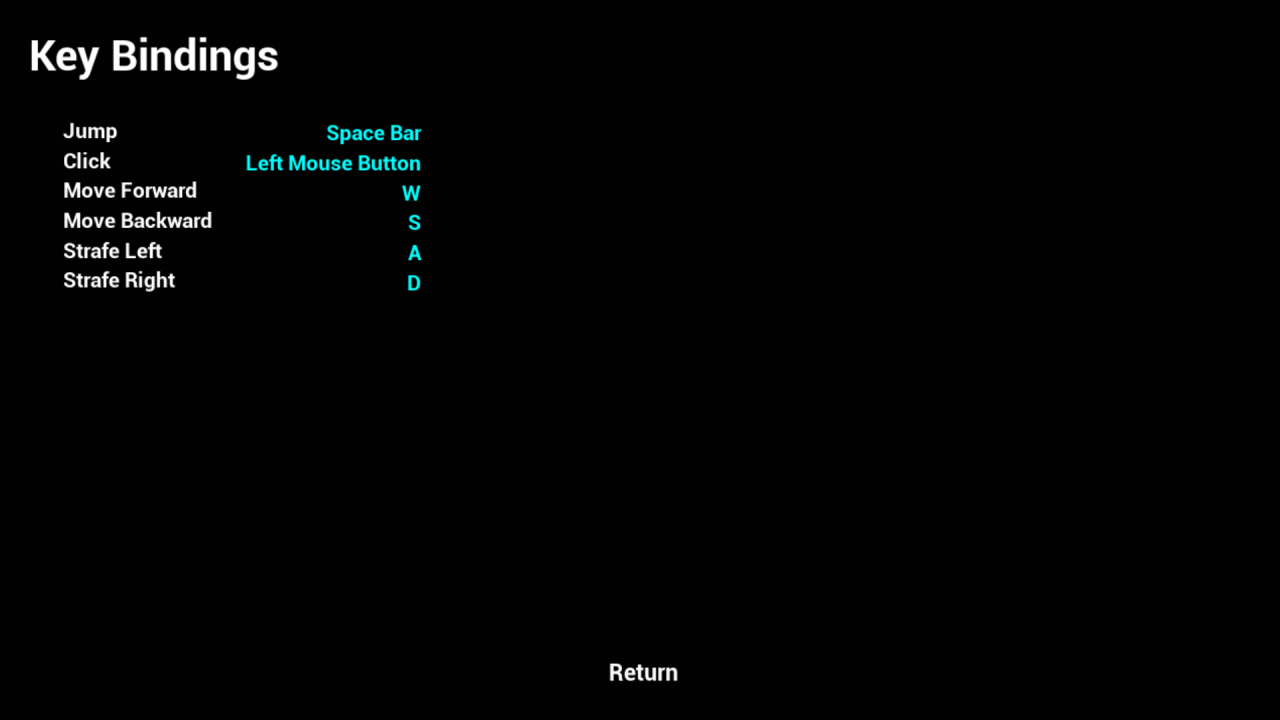 Key Bindings
Jump Space Bar
Click Left Mouse Button
Move Forward W
Move Backward S
Strafe Left A
Strafe Right D
Return